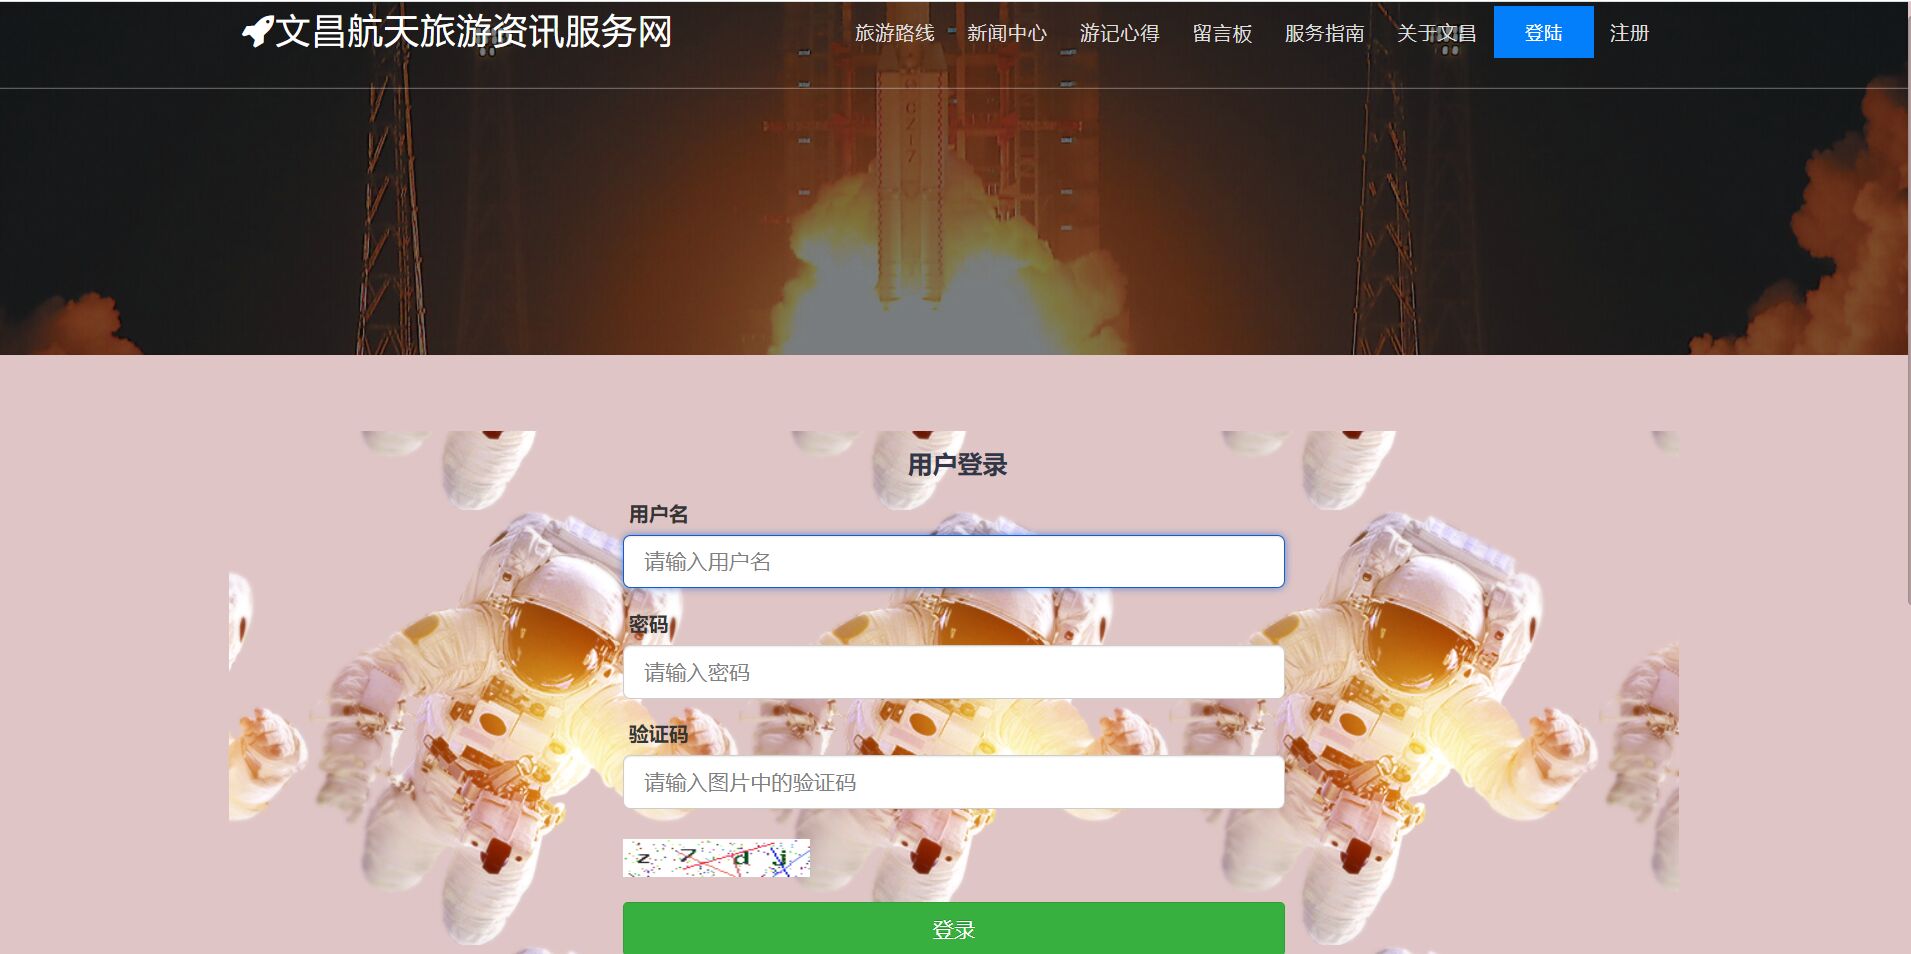 文昌航天旅游资讯服务网
旅游路线 新闻中心 游记心得 留言板 服务指南 关于文昌 登陆 注册
用户登录
用户名
请输入用户名
密码
请输入密码
验证码
请输入图片中的验证码
z 7 d j
登录